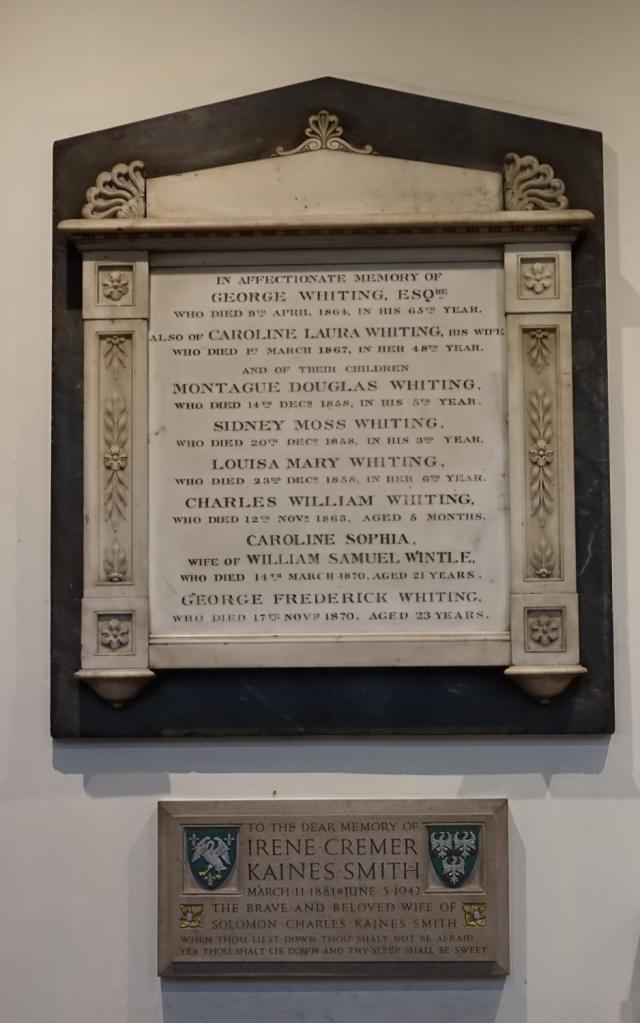 IN AFFECTIONATE MEMORY OF
GEORGE WHITING, ESQRE
WHO DIED 9TH APRIL 1864, IN HIS 65TH YEAR.
ALSO OF CAROLINE LAURA WHITING, HIS WIFE
WHO DIED 1ST MARCH 1867, IN HER 48TH YEAR.
AND OF THEIR CHILDREN
MONTAGUE DOUGLAS WHITING,
WHO DIED 14TH DECR 1858, IN HIS 5TH YEAR.
SIDNEY MOSS WHITING,
WHO DIED 20TH DECR 1858, IN HIS 3RD YEAR.
LOUISA MARY WHITING,
WHO DIED 23RD DECR 1858, IN HER 6TH YEAR.
CHARLES WILLIAM WHITING,
WHO DIED 12TH NOVR 1863, AGED 5 MONTHS.
CAROLINE SOPHIA,
WIFE OF WILLIAM SAMUEL WINTLE,
WHO DIED 14TH MARCH 1870, AGED 21 YEARS.
GEORGE FREDERICK WHITING,
WHO DIED 17TH NOVR 1870, AGED 23 YEARS.
TO THE DEAR MEMORY OF
IRENE·CREMER
KAINES·SMITH
MARCH·11·1881 JUNE·3·1942
THE BRAVE AND BELOVED WIFE OF
SOLOMON CHARLES KAINES SMITH
WHEN THOU LIEST DOWN THOU SHALT NOT BE AFRAID
YEA THOU SHALT LIE DOWN AND THY SLEEP SHALL BE SWEET